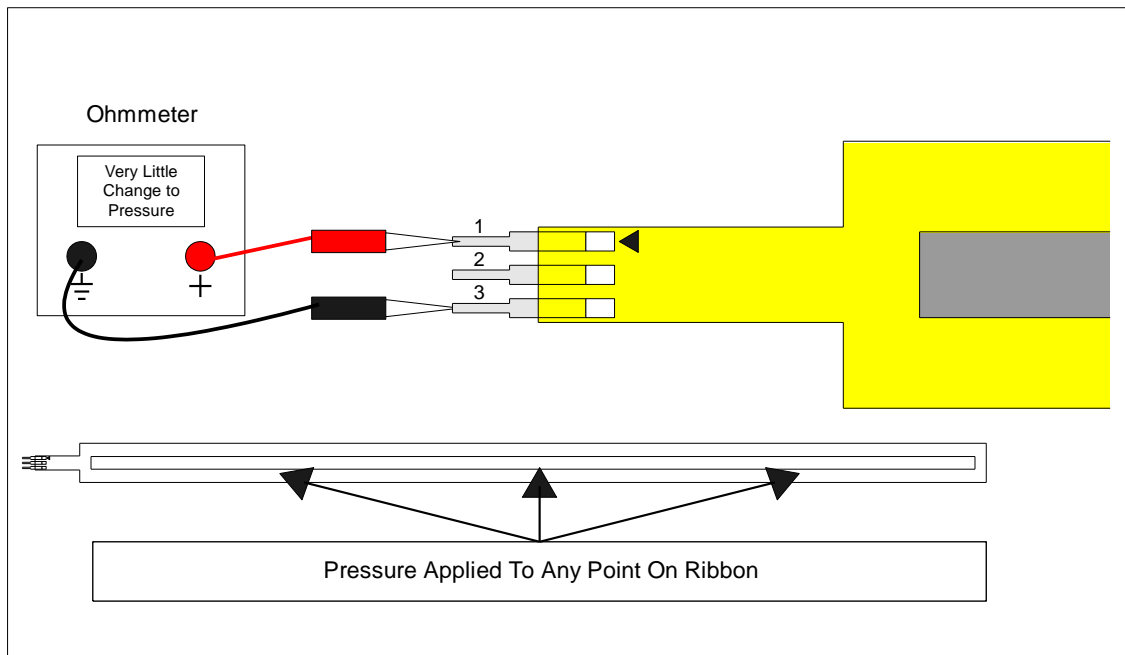 Ohmmeter
Very Little
Change to
Pressure
+
1
2
3
Pressure Applied To Any Point On Ribbon